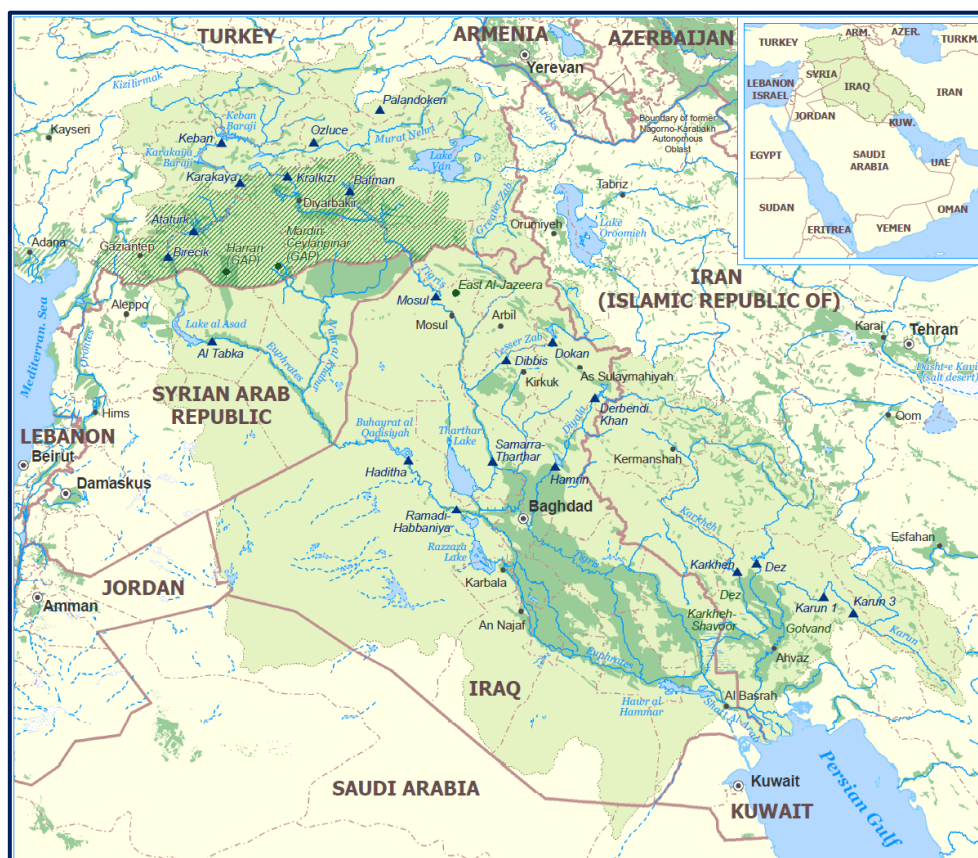 TURKEY
ARMENIA
AZERBAIJAN
Yerevan
Kizilirmak
Palandoken
Araks
Boundary of former
Nagorno-Karabakh
Autonomous
Oblast
Kayseri
Keban
Baraji
Keban
Ozluce
Murat Nehri
Karakaya
Baraji
Lake
Van
Karakaya
Kralkizi
Batman
Diyarbakir
Tabriz
Greater Zab
Orumiyeh
Lake
Oroomieh
Adana
Ataturk
Gaziantep
Birecik
Harran
(GAP)
Mardin-
Ceylanpinar
(GAP)
IRAN
(ISLAMIC REPUBLIC OF)
Tigris
East Al-Jazeera
Mosul
Mosul
Arbil
Aleppo
Lake al Asad
Al Tabka
Euphrates
Lesser Zab
Dibbis
Dokan
Kirkuk
As Sulaymahiyah
Karaj
Tehran
Dasht-e Kavir
(salt desert)
Mediterran. Sea
Orontes
SYRIAN ARAB
REPUBLIC
Hims
Derbendi
Khan
Diyala
Qom
LEBANON
Beirut
Damaskus
Buhayrat al
Qadisiyah
Tharthar
Lake
Haditha
Samarra-
Tharthar
Hamrin
Kermanshah
Ramadi-
Habbaniya
Baghdad
Karkheh
Esfahan
Razzaza
Lake
Tigris
JORDAN
Amman
Karbala
An Najaf
Karkheh
Dez
Dez
Karkheh-
Shavoor
Karun 1
Karun 3
Gotvand
Karun
Ahvaz
Euphrates
IRAQ
Hawr al
Hammar
Al Basrah
Shatt Al-Arab
SAUDI ARABIA
Kuwait
KUWAIT
Persian Gulf
TURKEY
ARM.
AZER.
TURKM.
SYRIA
LEBANON
ISRAEL
IRAQ
IRAN
JORDAN
KUW.
EGYPT
SAUDI
ARABIA
UAE
OMAN
SUDAN
ERITREA
YEMEN